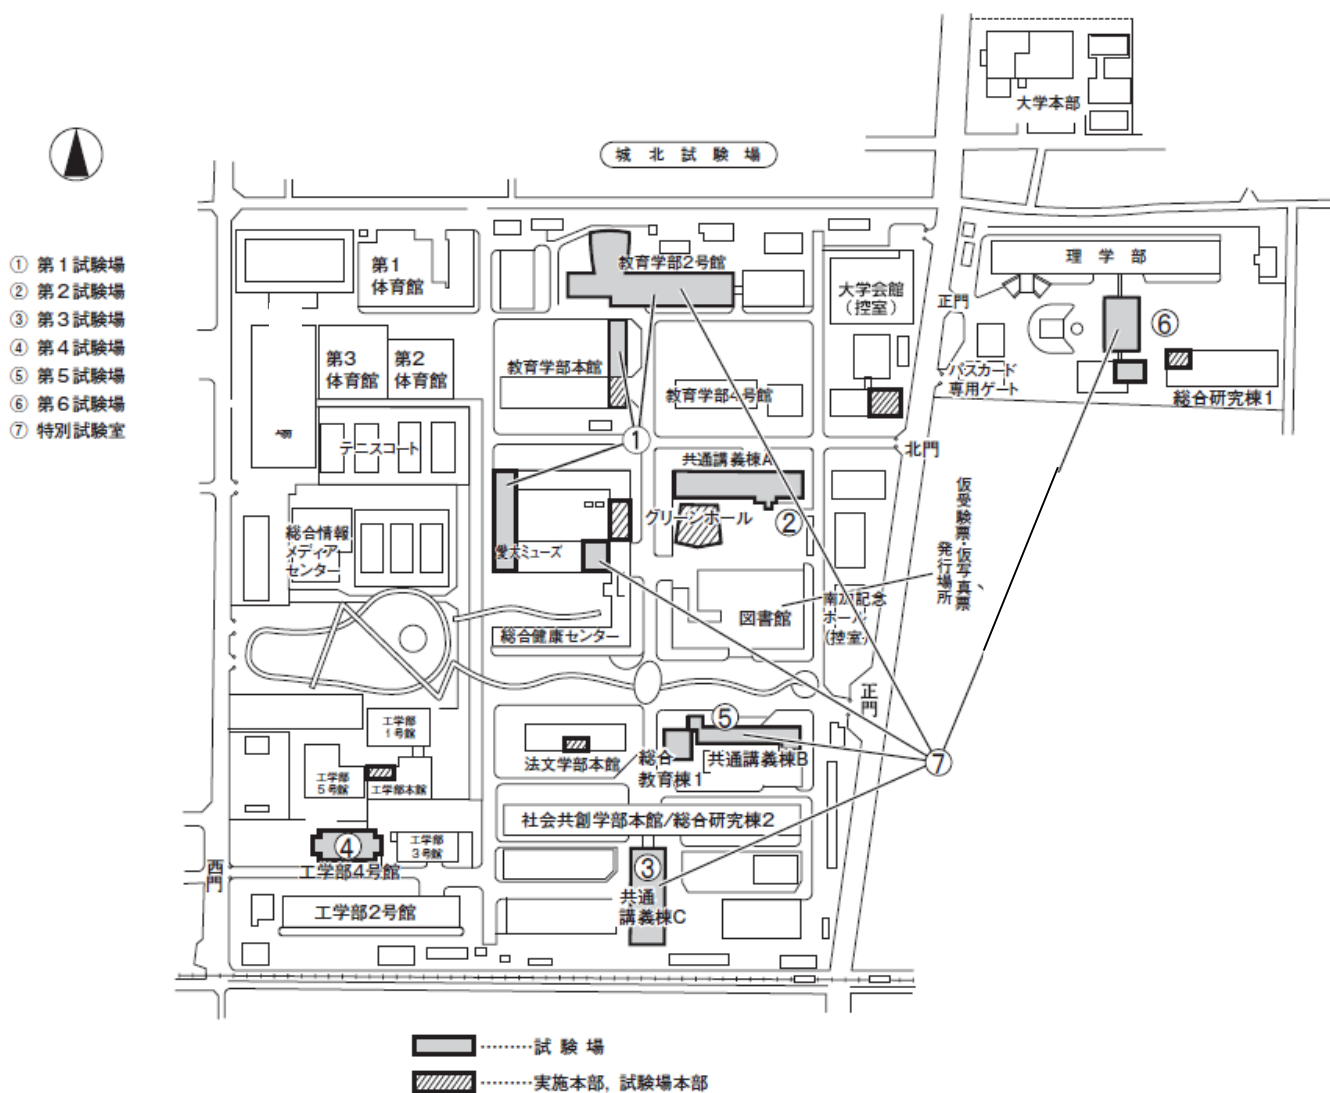 大学本部
城北試験場
① 第1試験場
② 第2試験場
③ 第3試験場
④ 第4試験場
⑤ 第5試験場
⑥ 第6試験場
⑦ 特別試験室
第1
体育館
教育学部2号館
大学会館
(控室)
理学部
正門
⑥
第3
体育館
第2
体育館
教育学部本館
教育学部4号館
パスカード
専用ゲート
総合研究棟1
場
テニスコート
①
共通講義棟A
北門
グリーンホール
②
仮受験票・仮写真票、
発行場所
総合情報
メディア
センター
愛大ミューズ
図書館
南加記念
ホール
(控室)
総合健康センター
正門
工学部
1号館
⑤
法文学部本館
総合
教育棟1
共通講義棟B
⑦
工学部
5号館
工学部本館
社会共創学部本館/総合研究棟2
④
工学部
3号館
工学部4号館
西門
③
共通
講義棟C
工学部2号館
………試験場
………実施本部, 試験場本部